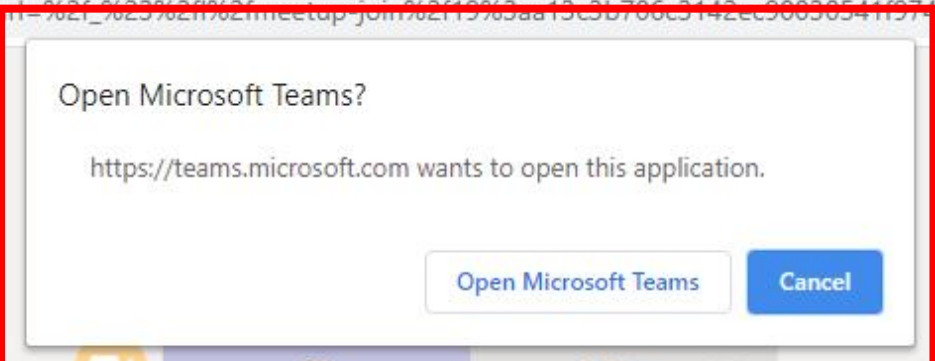 Open Microsoft Teams?
https://teams.microsoft.com wants to open this application.
Open Microsoft Teams
Cancel